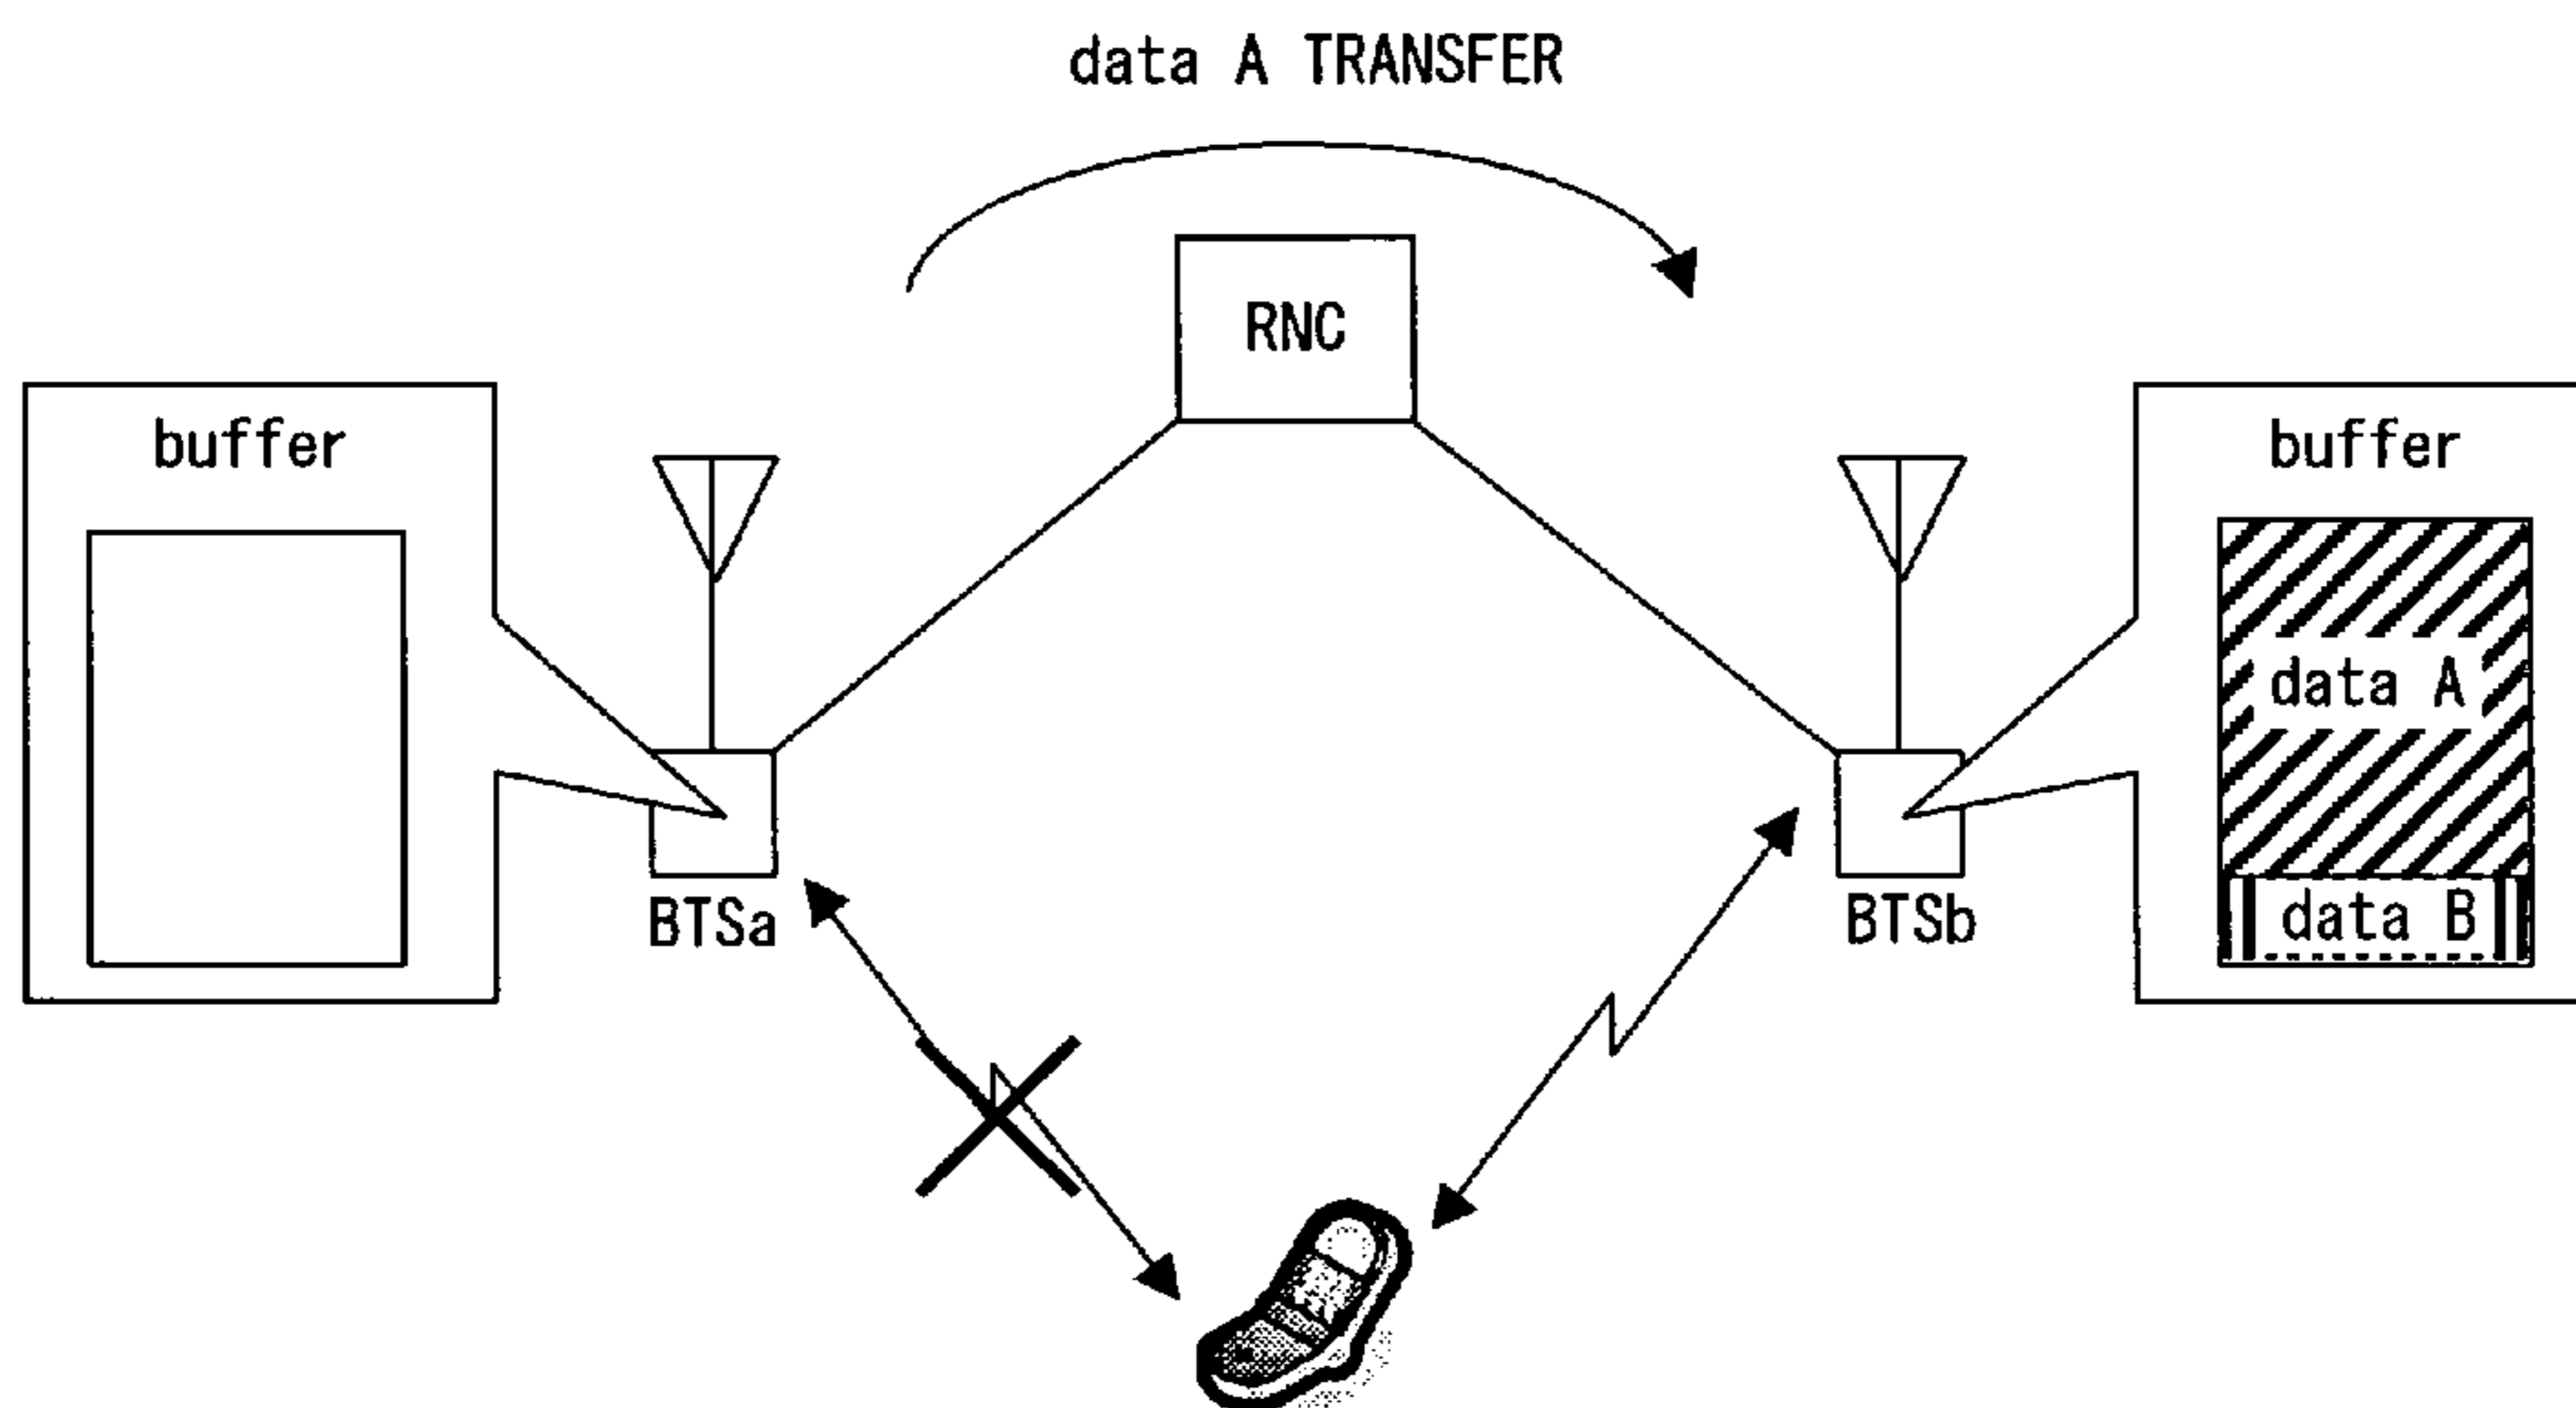 data A TRANSFER
RNC
buffer
buffer
data A
data B
BTSa
BTSb